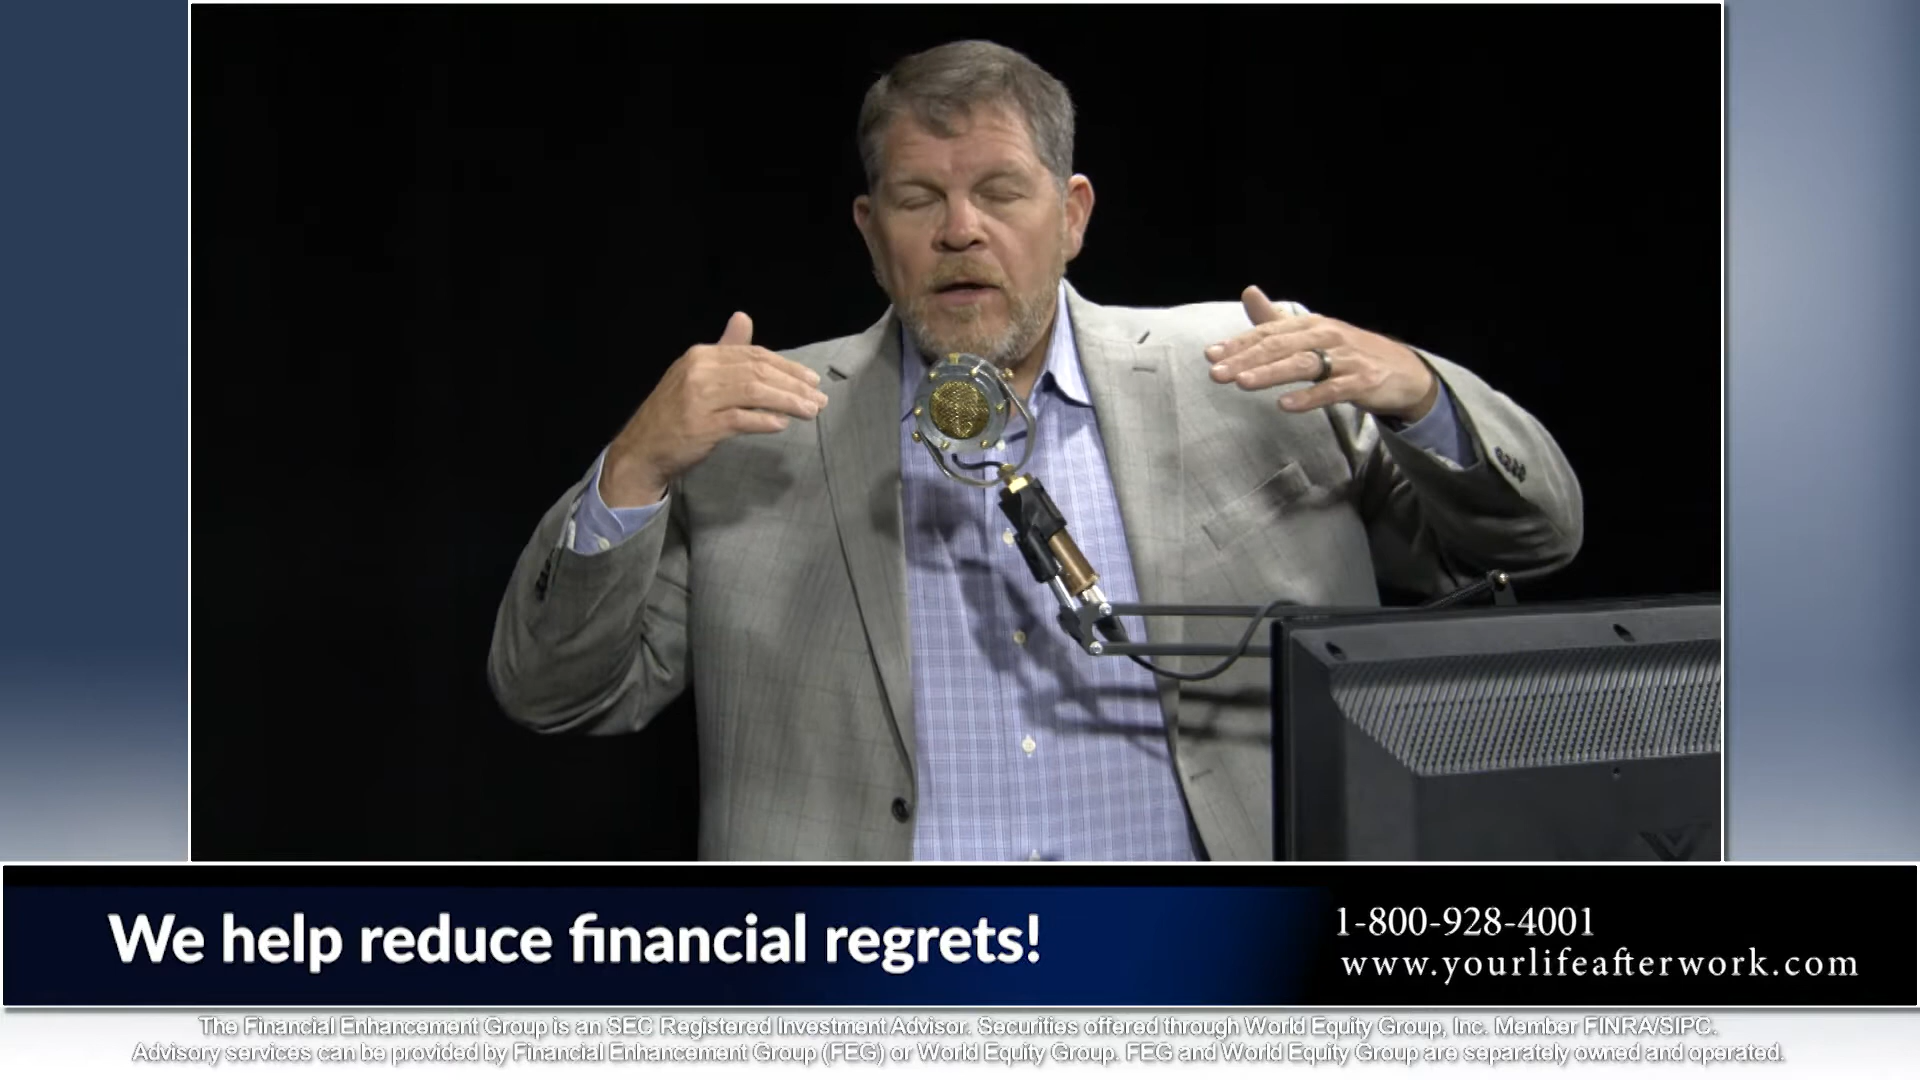 We help reduce financial regrets!
1-800-928-4001
www.yourlifeafterwork.com
The Financial Enhancement Group is an SEC Registered Investment Advisor. Securities offered through World Equity Group, Inc. Member FINRA/SIPC.
Advisory services can be provided by Financial Enhancement Group (FEG) or World Equity Group. FEG and World Equity Group are separately owned and operated.